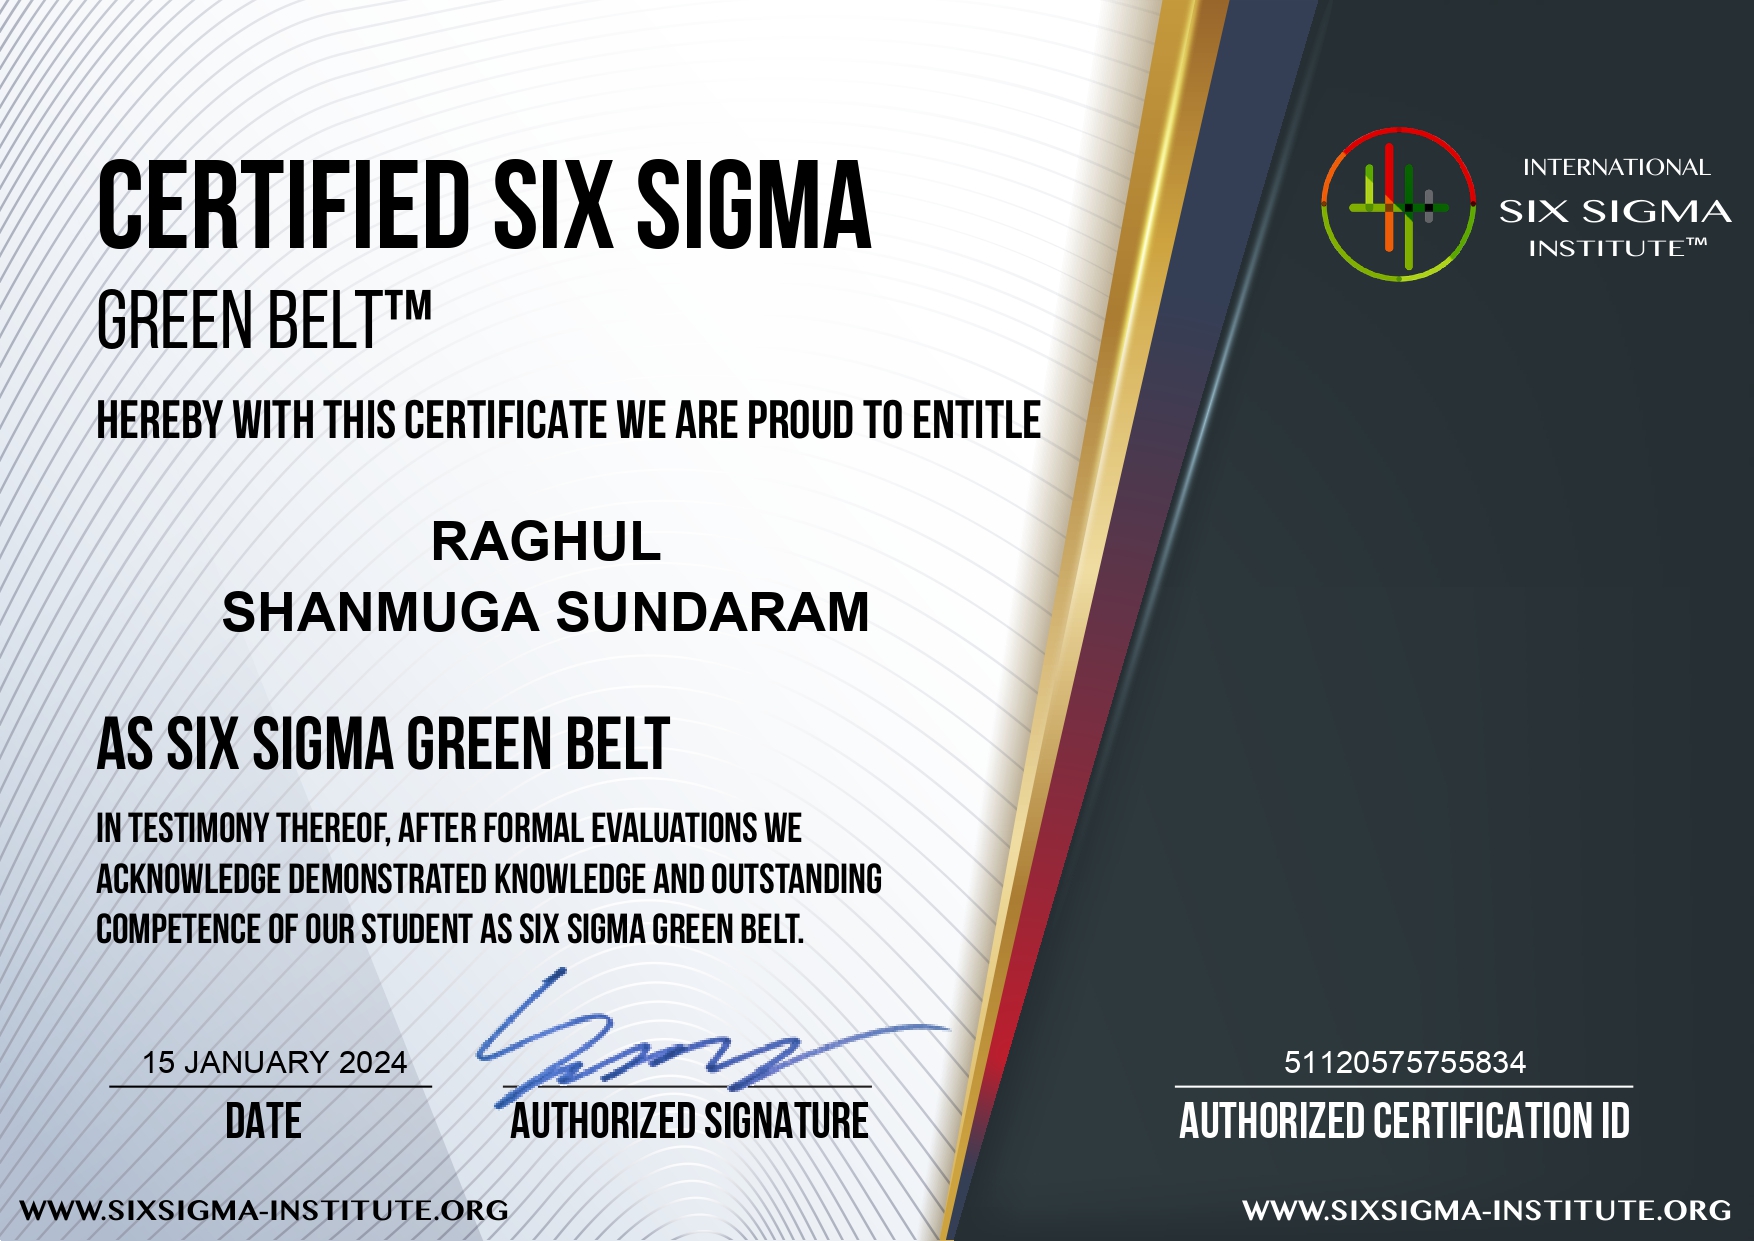 CERTIFIED SIX SIGMA
GREEN BELT™
HEREBY WITH THIS CERTIFICATE WE ARE PROUD TO ENTITLE
RAGHUL
SHANMUGA SUNDARAM
AS SIX SIGMA GREEN BELT
IN TESTIMONY THEREOF, AFTER FORMAL EVALUATIONS WE
ACKNOWLEDGE DEMONSTRATED KNOWLEDGE AND OUTSTANDING
COMPETENCE OF OUR STUDENT AS SIX SIGMA GREEN BELT.
15 JANUARY 2024
DATE
AUTHORIZED SIGNATURE
WWW.SIXSIGMA-INSTITUTE.ORG
INTERNATIONAL
SIX SIGMA
INSTITUTE™
51120575755834
AUTHORIZED CERTIFICATION ID
WWW.SIXSIGMA-INSTITUTE.ORG